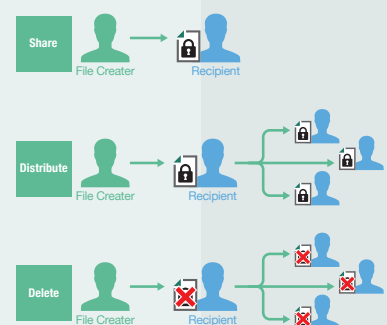 Share
File Creater
Recipient
Distribute
File Creater
Recipient
Delete
File Creater
Recipient